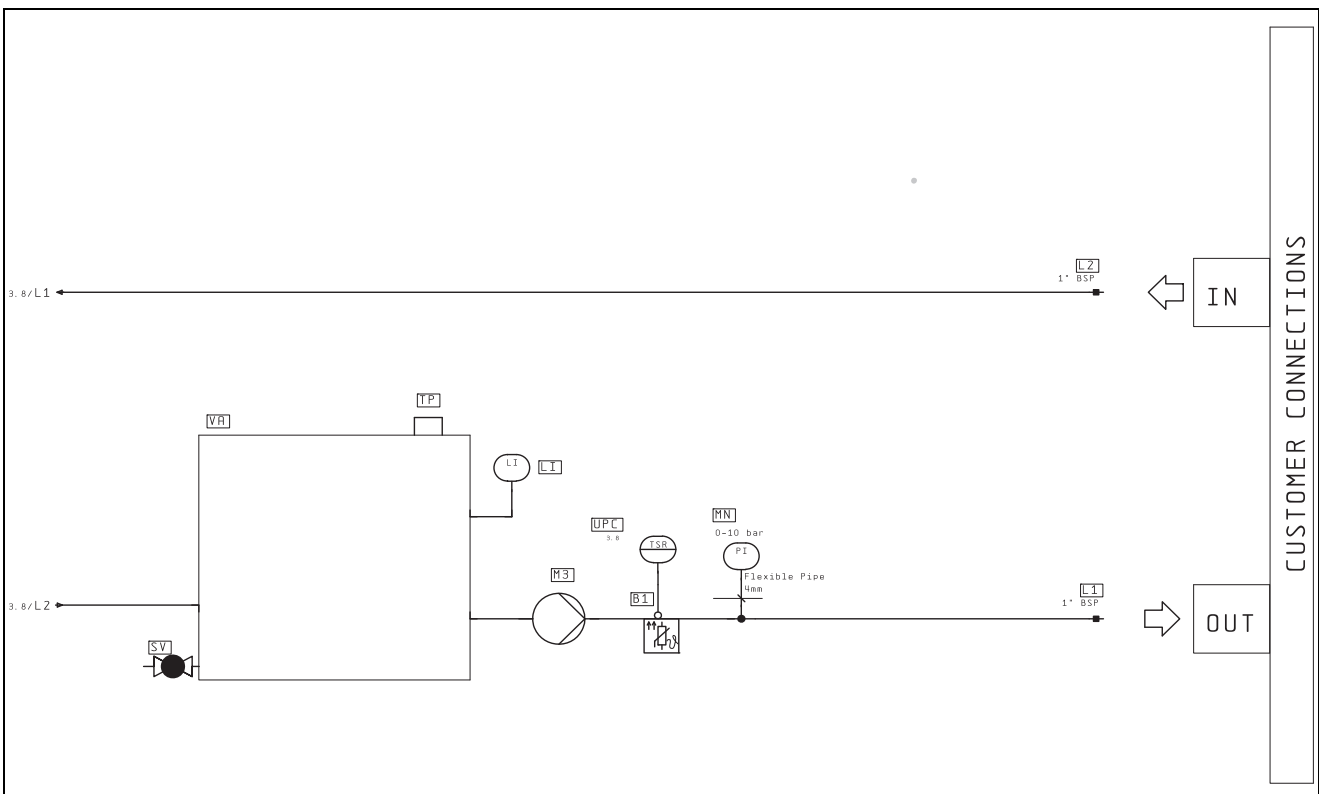 L2
1" BSP
3.8/L1
IN
CUSTOMER CONNECTIONS
TP
VA
LI
LI
MN
0-10 bar
UPC
3.8
TSR
PI
M3
Flexible Pipe
4mm
B1
L1
1" BSP
3.8/L2
OUT
SV